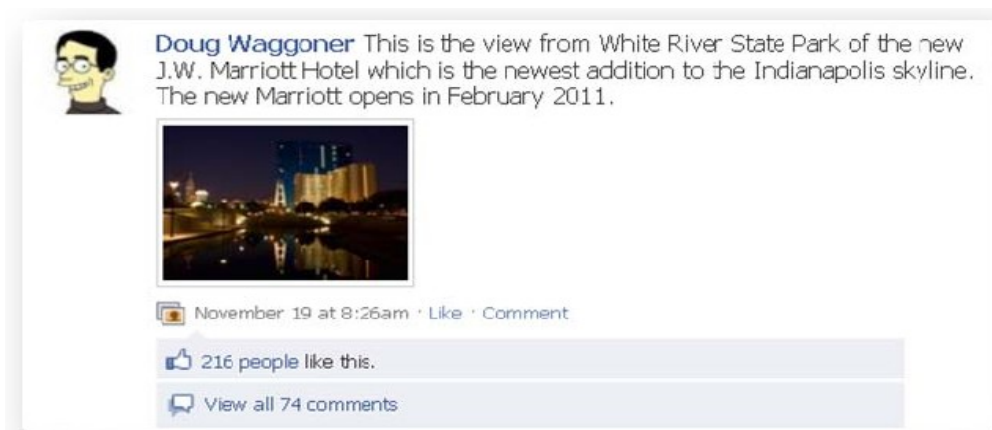 Doug Waggoner This is the view from White River State Park of the new
J.W. Marriott Hotel which is the newest addition to the Indianapolis skyline.
The new Marriott opens in February 2011.
November 19 at 8:26am · Like · Comment
216 people like this.
View all 74 comments